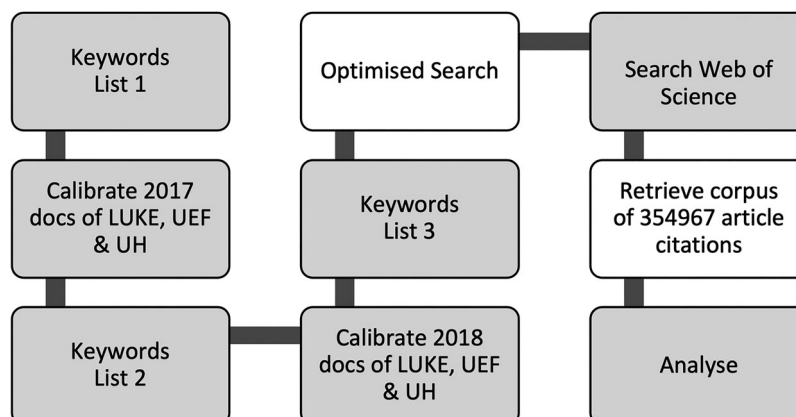 Keywords
List 1
Calibrate 2017
docs of LUKE, UEF
& UH
Keywords
List 2
Calibrate 2018
docs of LUKE, UEF
& UH
Keywords
List 3
Optimised Search
Search Web of
Science
Retrieve corpus
of 354967 article
citations
Analyse